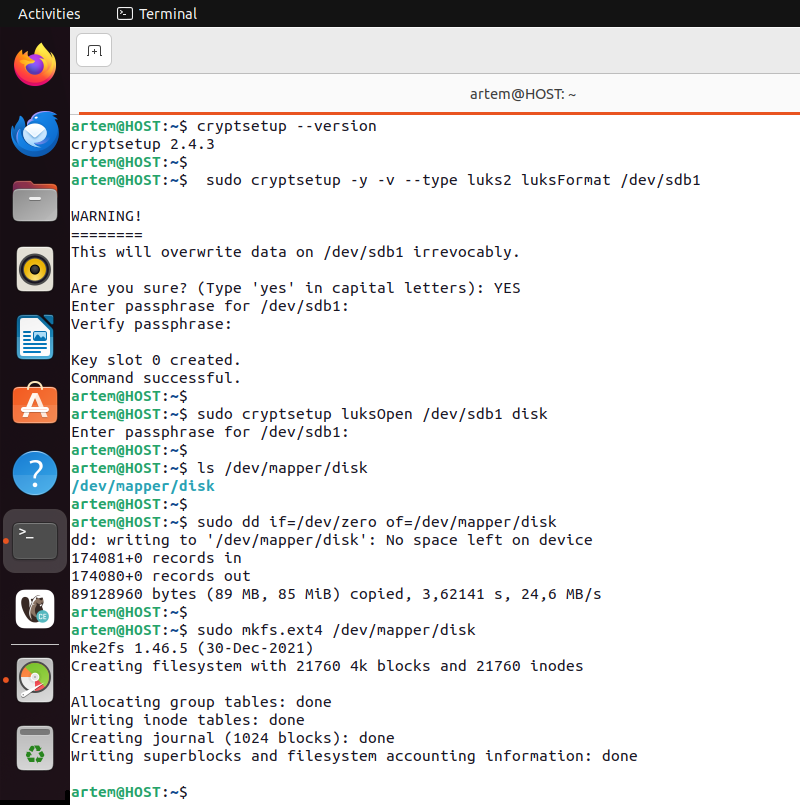 Activities
Terminal
artem@HOST: ~
artem@HOST:~$ cryptsetup --version
cryptsetup 2.4.3
artem@HOST:~$
artem@HOST:~$  sudo cryptsetup -y -v --type luks2 luksFormat /dev/sdb1
WARNING!
========
This will overwrite data on /dev/sdb1 irrevocably.
Are you sure? (Type 'yes' in capital letters): YES
Enter passphrase for /dev/sdb1:
Verify passphrase:
Key slot 0 created.
Command successful.
artem@HOST:~$
artem@HOST:~$ sudo cryptsetup luksOpen /dev/sdb1 disk
Enter passphrase for /dev/sdb1:
artem@HOST:~$
artem@HOST:~$ ls /dev/mapper/disk
/dev/mapper/disk
artem@HOST:~$
artem@HOST:~$ sudo dd if=/dev/zero of=/dev/mapper/disk
dd: writing to '/dev/mapper/disk': No space left on device
174081+0 records in
174080+0 records out
89128960 bytes (89 MB, 85 MiB) copied, 3,62141 s, 24,6 MB/s
artem@HOST:~$
artem@HOST:~$ sudo mkfs.ext4 /dev/mapper/disk
mke2fs 1.46.5 (30-Dec-2021)
Creating filesystem with 21760 4k blocks and 21760 inodes
Allocating group tables: done
Writing inode tables: done
Creating journal (1024 blocks): done
Writing superblocks and filesystem accounting information: done
artem@HOST:~$